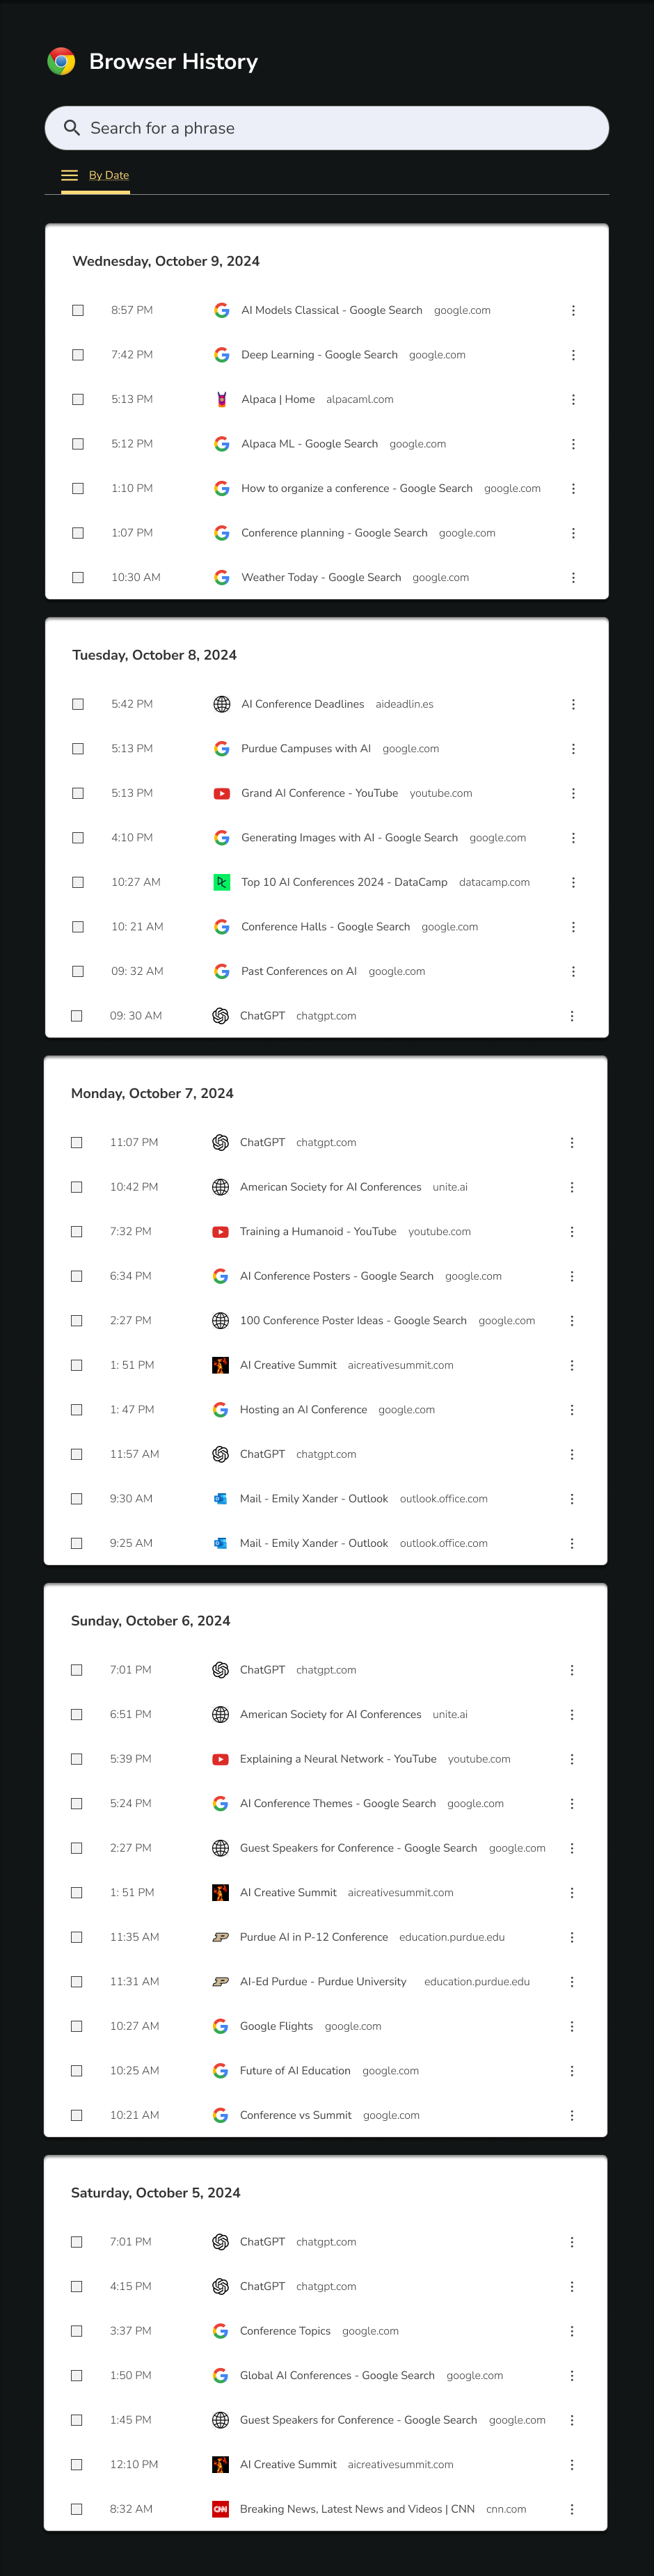 Browser History
Search for a phrase
By Date
Wednesday, October 9, 2024
8:57 PM AI Models Classical - Google Search google.com
7:42 PM Deep Learning - Google Search google.com
5:13 PM Alpaca | Home alpacaml.com
5:12 PM Alpaca ML - Google Search google.com
1:10 PM How to organize a conference - Google Search google.com
1:07 PM Conference planning - Google Search google.com
10:30 AM Weather Today - Google Search google.com
Tuesday, October 8, 2024
5:42 PM AI Conference Deadlines aideadlin.es
5:13 PM Purdue Campuses with AI google.com
5:13 PM Grand AI Conference - YouTube youtube.com
4:10 PM Generating Images with AI - Google Search google.com
10:27 AM Top 10 AI Conferences 2024 - DataCamp datacamp.com
10: 21 AM Conference Halls - Google Search google.com
09: 32 AM Past Conferences on AI google.com
09: 30 AM ChatGPT chatgpt.com
Monday, October 7, 2024
11:07 PM ChatGPT chatgpt.com
10:42 PM American Society for AI Conferences unite.ai
7:32 PM Training a Humanoid - YouTube youtube.com
6:34 PM AI Conference Posters - Google Search google.com
2:27 PM 100 Conference Poster Ideas - Google Search google.com
1: 51 PM AI Creative Summit aicreativesummit.com
1: 47 PM Hosting an AI Conference google.com
11:57 AM ChatGPT chatgpt.com
9:30 AM Mail - Emily Xander - Outlook outlook.office.com
9:25 AM Mail - Emily Xander - Outlook outlook.office.com
Sunday, October 6, 2024
7:01 PM ChatGPT chatgpt.com
6:51 PM American Society for AI Conferences unite.ai
5:39 PM Explaining a Neural Network - YouTube youtube.com
5:24 PM AI Conference Themes - Google Search google.com
2:27 PM Guest Speakers for Conference - Google Search google.com
1: 51 PM AI Creative Summit aicreativesummit.com
11:35 AM Purdue AI in P-12 Conference education.purdue.edu
11:31 AM AI-Ed Purdue - Purdue University education.purdue.edu
10:27 AM Google Flights google.com
10:25 AM Future of AI Education google.com
10:21 AM Conference vs Summit google.com
Saturday, October 5, 2024
7:01 PM ChatGPT chatgpt.com
4:15 PM ChatGPT chatgpt.com
3:37 PM Conference Topics google.com
1:50 PM Global AI Conferences - Google Search google.com
1:45 PM Guest Speakers for Conference - Google Search google.com
12:10 PM AI Creative Summit aicreativesummit.com
8:32 AM CNN Breaking News, Latest News and Videos | CNN cnn.com